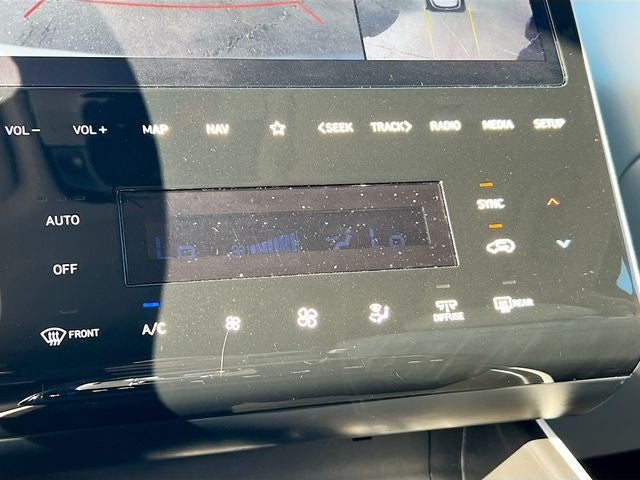 VOL− VOL+ MAP NAV ☆ <SEEK TRACK> RADIO MEDIA SETUP
AUTO SYNC
Lo Lo
OFF
FRONT A/C DIFFUSE REAR